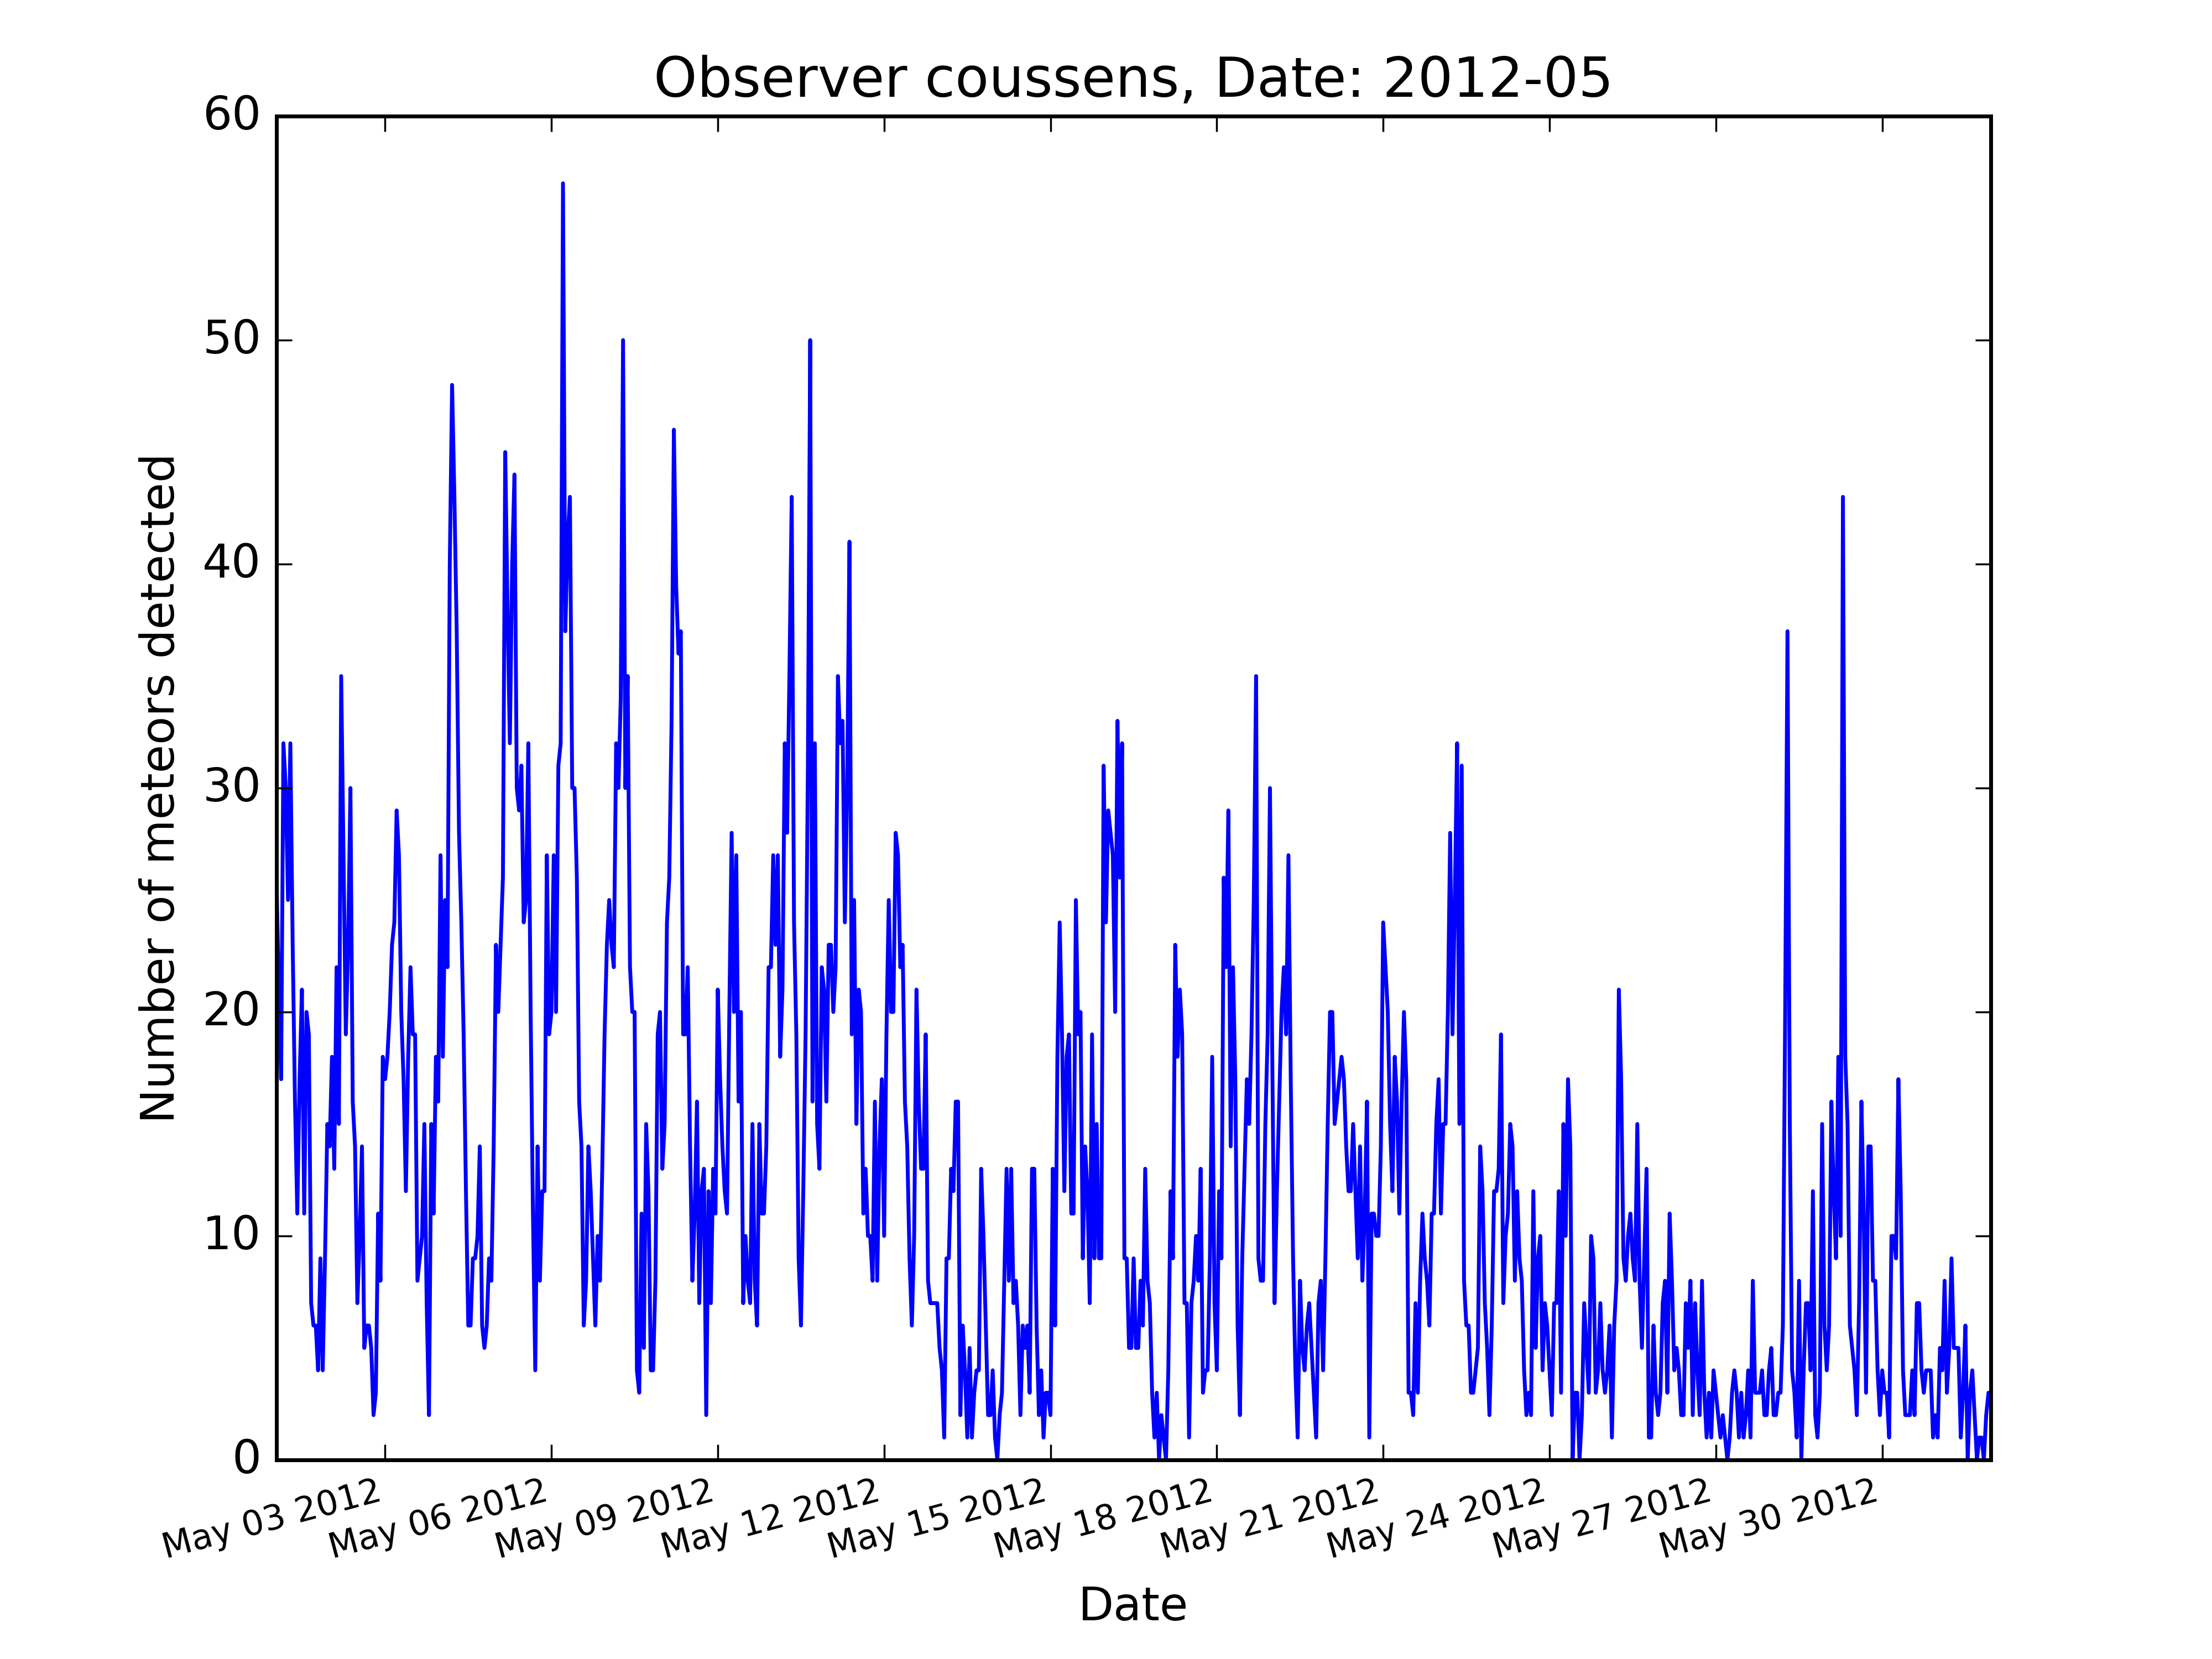 Observer coussens, Date: 2012-05
60
50
40
30
20
10
0
Number of meteors detected
May 03 2012
May 06 2012
May 09 2012
May 12 2012
May 15 2012
May 18 2012
May 21 2012
May 24 2012
May 27 2012
May 30 2012
Date